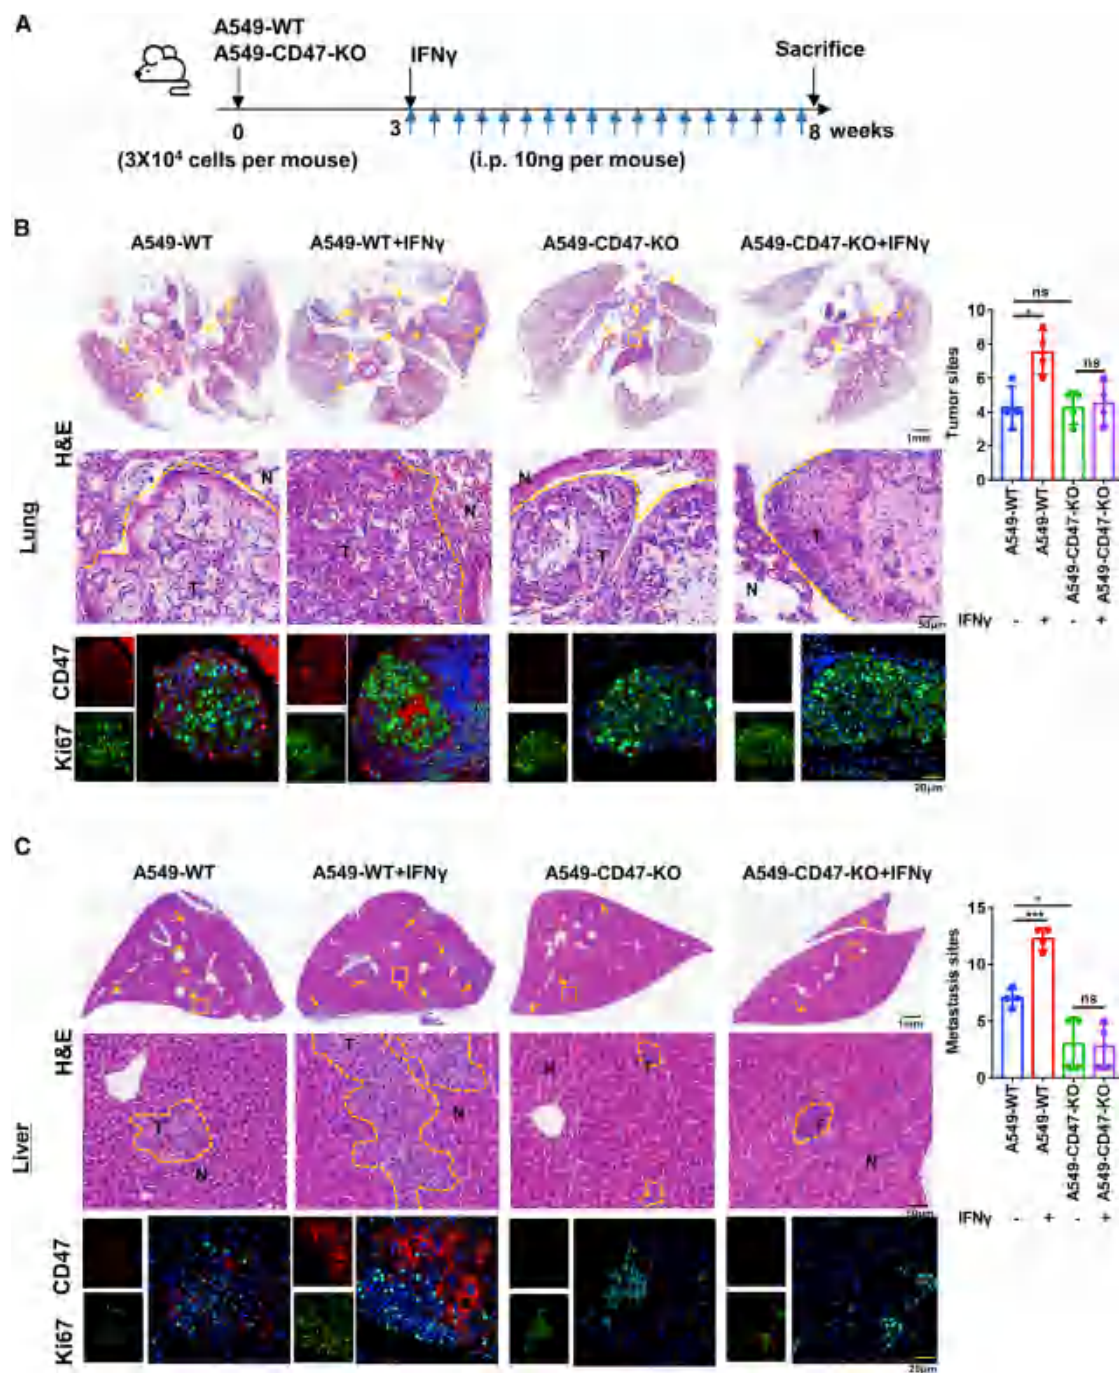 A
A549-WT
A549-CD47-KO
IFNγ
Sacrifice
0
3
8 weeks
(3X10⁴ cells per mouse)
(i.p. 10ng per mouse)
B
A549-WT
A549-WT+IFNγ
A549-CD47-KO
A549-CD47-KO+IFNγ
Lung
H&E
1mm
N
T
T
N
N
T
T
N
50μm
CD47
Ki67
20μm
Tumor sites
10
8
6
4
2
0
ns
*
ns
A549-WT
A549-WT
A549-CD47-KO
A549-CD47-KO
IFNγ - + - +
C
A549-WT
A549-WT+IFNγ
A549-CD47-KO
A549-CD47-KO+IFNγ
Liver
H&E
1mm
T
N
T
N
T
N
CD47
Ki67
20μm
Metastasis sites
15
10
5
0
*
***
ns
A549-WT
A549-WT
A549-CD47-KO
A549-CD47-KO
IFNγ - + - +